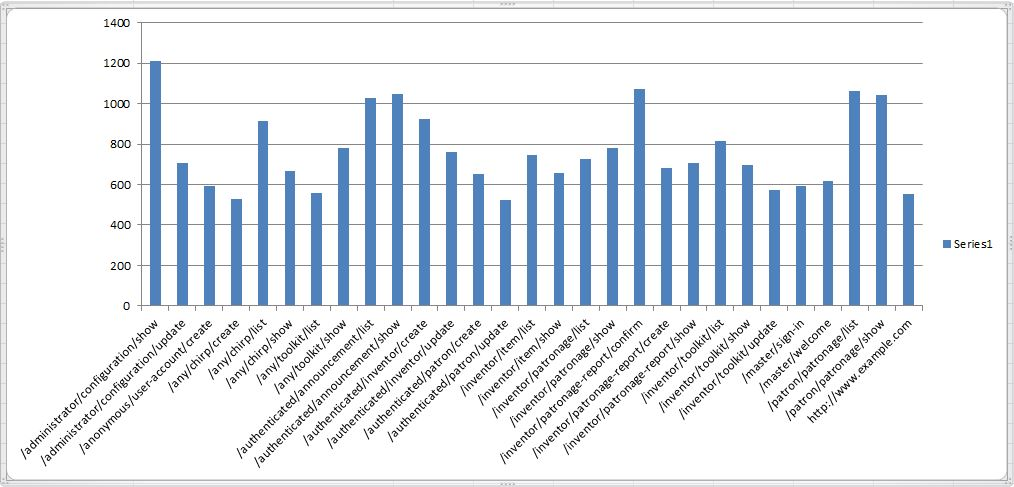 1400
1200
1000
800
600
400
200
0
Series1
/administrator/configuration/show
/administrator/configuration/update
/anonymous/user-account/create
/any/chirp/create
/any/chirp/list
/any/chirp/show
/any/toolkit/list
/any/toolkit/show
/authenticated/announcement/list
/authenticated/announcement/show
/authenticated/inventor/create
/authenticated/inventor/update
/authenticated/patron/create
/authenticated/patron/update
/inventor/item/list
/inventor/item/show
/inventor/patronage/list
/inventor/patronage/show
/inventor/patronage-report/confirm
/inventor/patronage-report/create
/inventor/patronage-report/show
/inventor/toolkit/list
/inventor/toolkit/show
/inventor/toolkit/update
/master/sign-in
/master/welcome
/patron/patronage/list
/patron/patronage/show
http://www.example.com